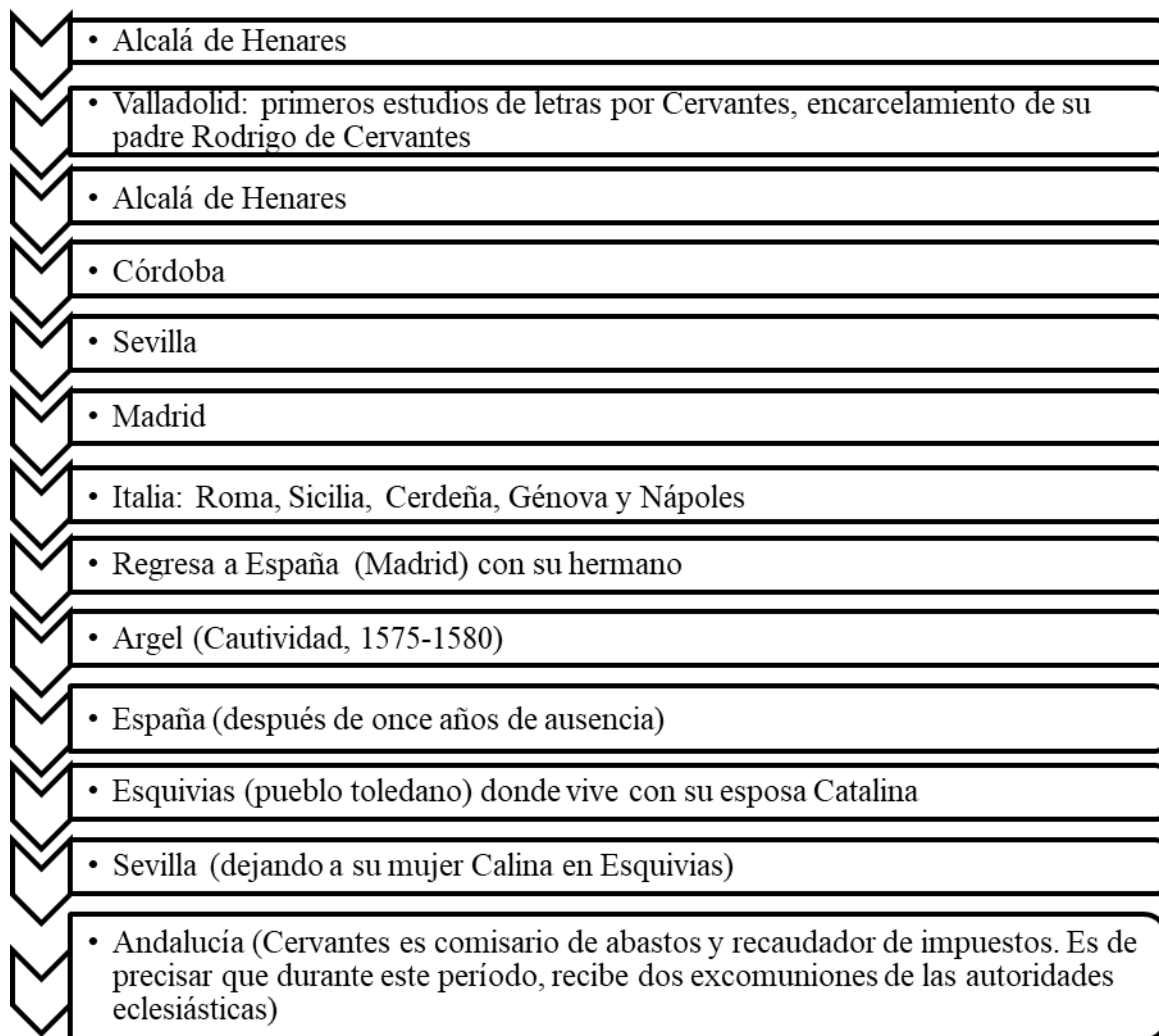 • Alcalá de Henares
• Valladolid: primeros estudios de letras por Cervantes, encarcelamiento de su
padre Rodrigo de Cervantes
• Alcalá de Henares
• Córdoba
• Sevilla
• Madrid
• Italia: Roma, Sicilia, Cerdeña, Génova y Nápoles
• Regresa a España (Madrid) con su hermano
• Argel (Cautividad, 1575-1580)
• España (después de once años de ausencia)
• Esquivias (pueblo toledano) donde vive con su esposa Catalina
• Sevilla (dejando a su mujer Calina en Esquivias)
• Andalucía (Cervantes es comisario de abastos y recaudador de impuestos. Es de
precisar que durante este período, recibe dos excomuniones de las autoridades
eclesiásticas)